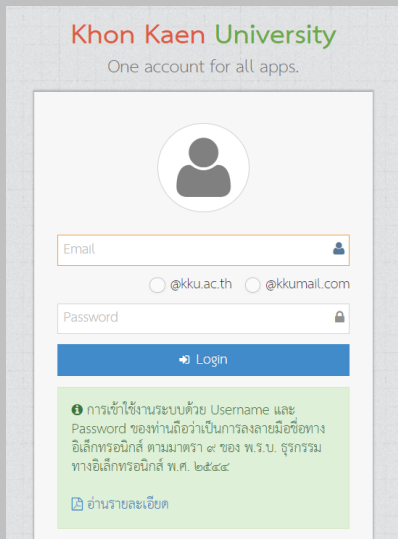 Khon Kaen University
One account for all apps.
Email
@kku.ac.th @kkumail.com
Password
Login
การเข้าใช้งานระบบด้วย Username และ
Password ของท่านถือว่าเป็นการลงลายมือชื่อทาง
อิเล็กทรอนิกส์ ตามมาตรา ๙ ของ พ.ร.บ. ธุรกรรม
ทางอิเล็กทรอนิกส์ พ.ศ. ๒๕๔๔
อ่านรายละเอียด